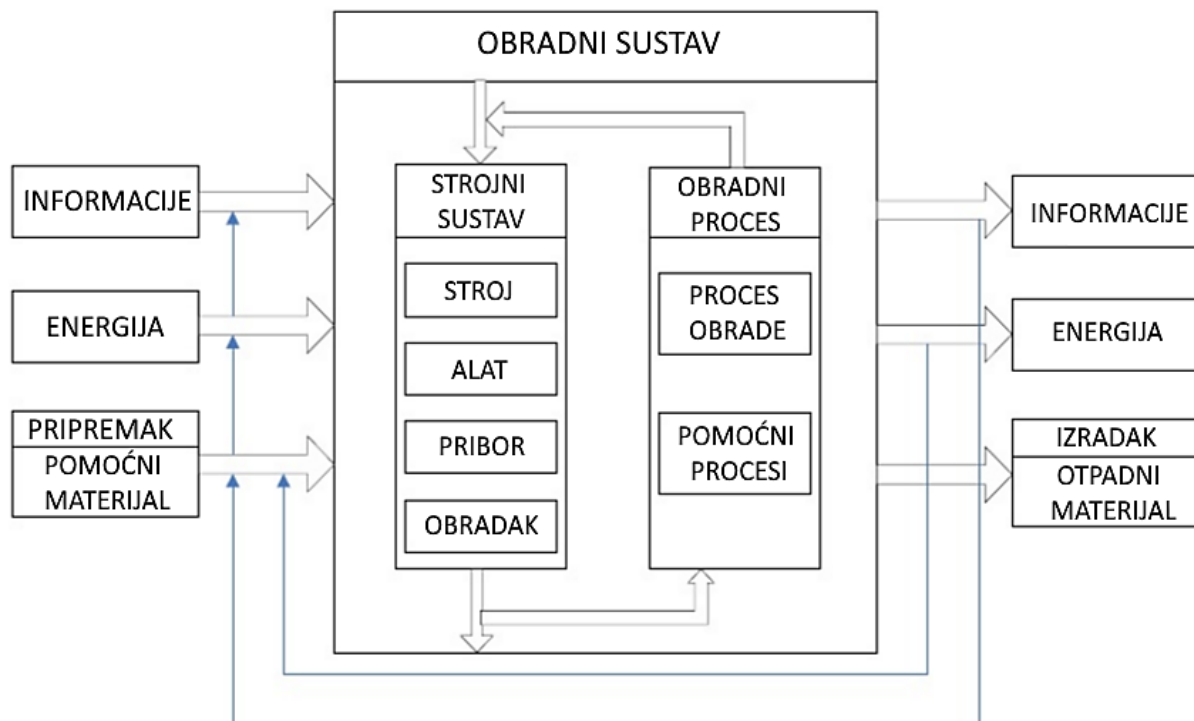 OBRADNI SUSTAV
INFORMACIJE
ENERGIJA
PRIPREMAK
POMOĆNI
MATERIJAL
STROJNI
SUSTAV
STROJ
ALAT
PRIBOR
OBRADAK
OBRADNI
PROCES
PROCES
OBRADE
POMOĆNI
PROCESI
INFORMACIJE
ENERGIJA
IZRADAK
OTPADNI
MATERIJAL